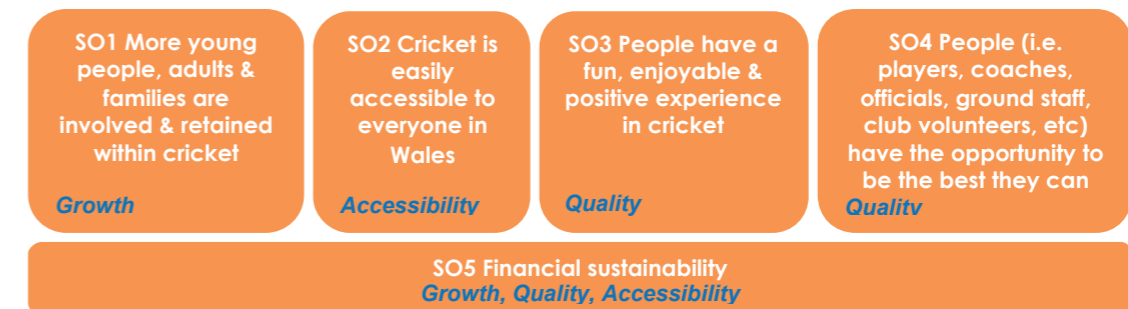 SO1 More young
people, adults &
families are
involved & retained
within cricket
Growth
SO2 Cricket is
easily
accessible to
everyone in
Wales
Accessibility
SO3 People have a
fun, enjoyable &
positive experience
in cricket
Quality
SO4 People (i.e.
players, coaches,
officials, ground staff,
club volunteers, etc)
have the opportunity to
be the best they can
Quality
SO5 Financial sustainability
Growth, Quality, Accessibility